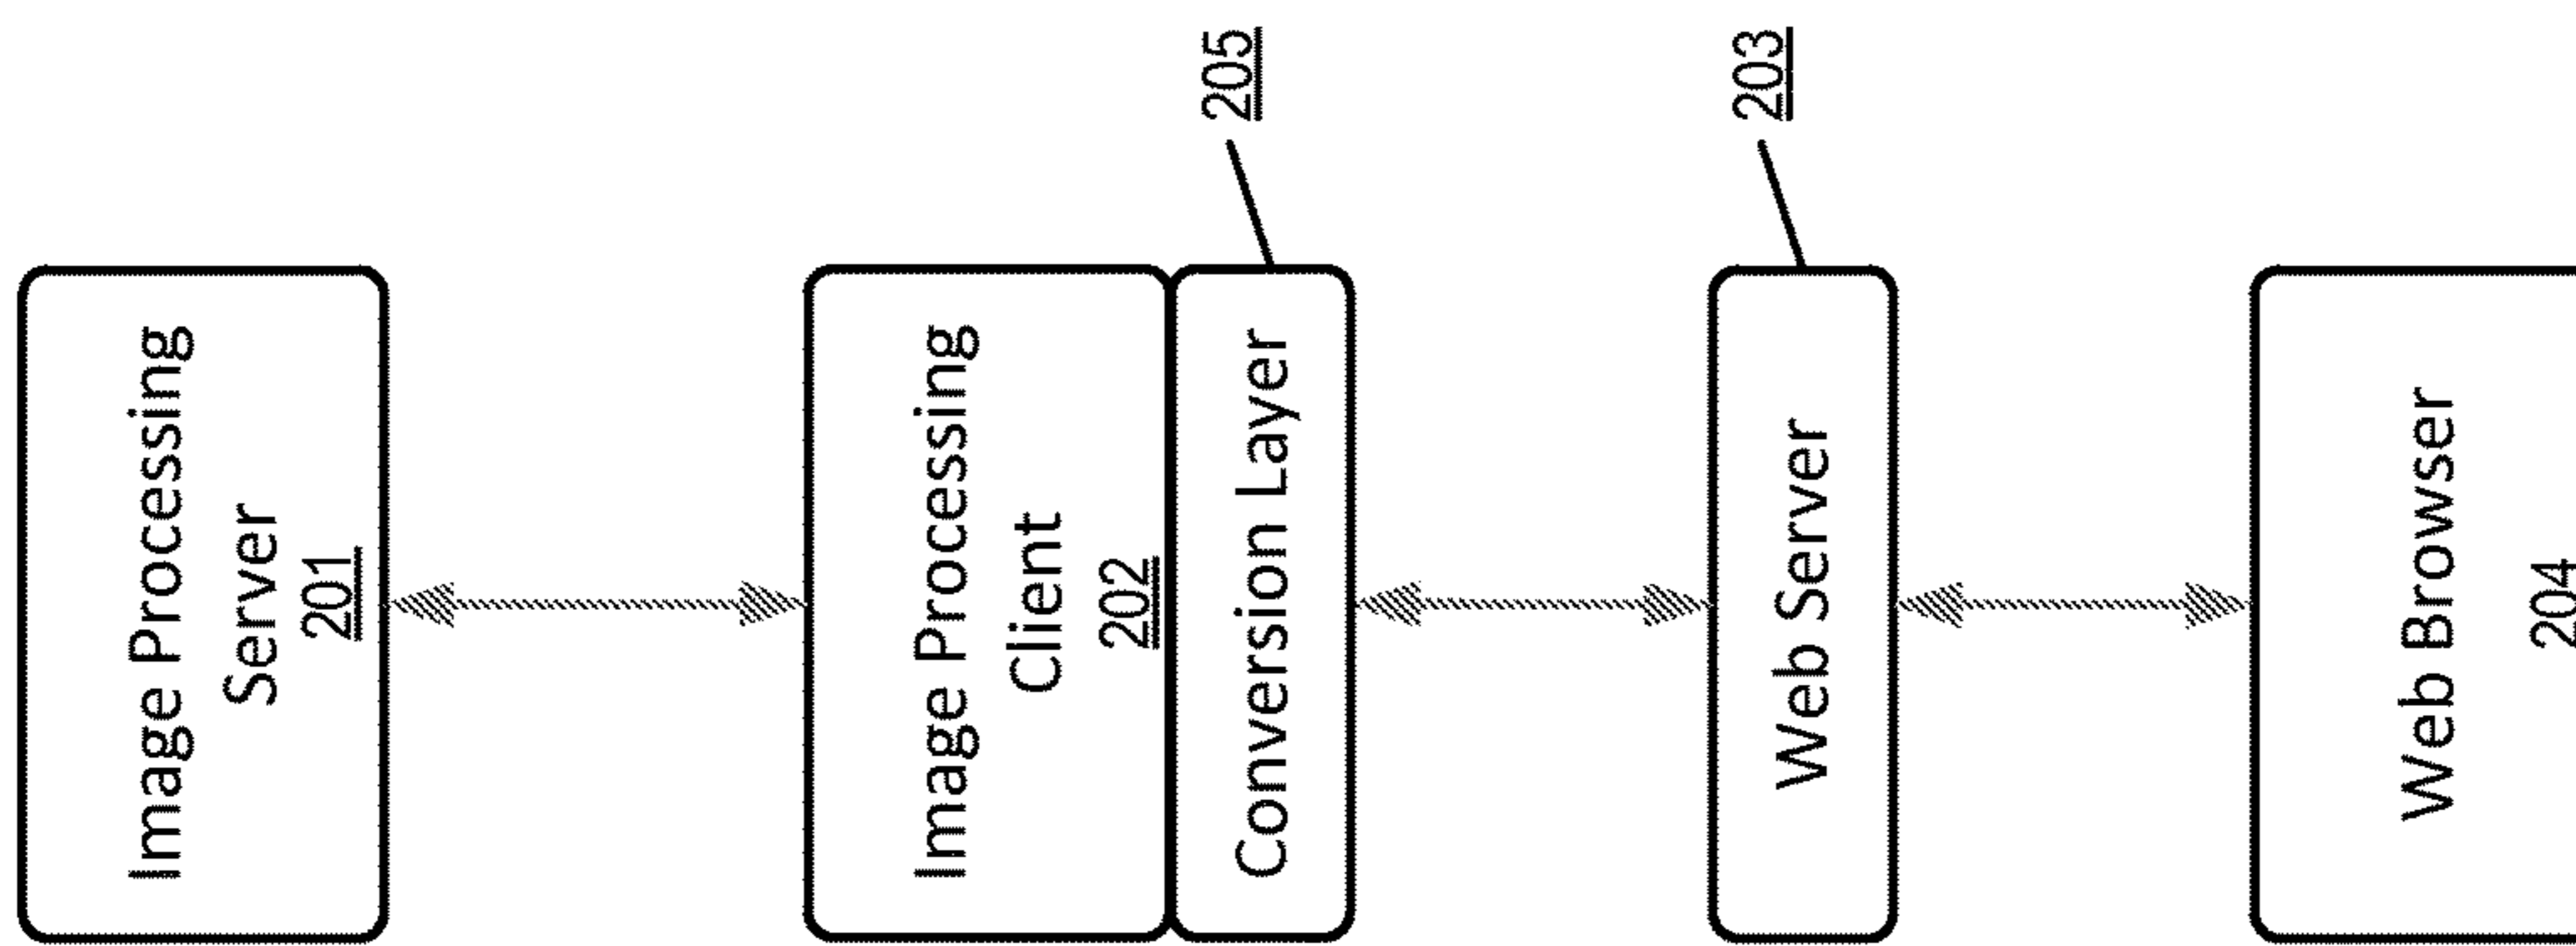 Image Processing
Server
201
Image Processing
Client
202
Conversion Layer
205
Web Server
203
Web Browser
204